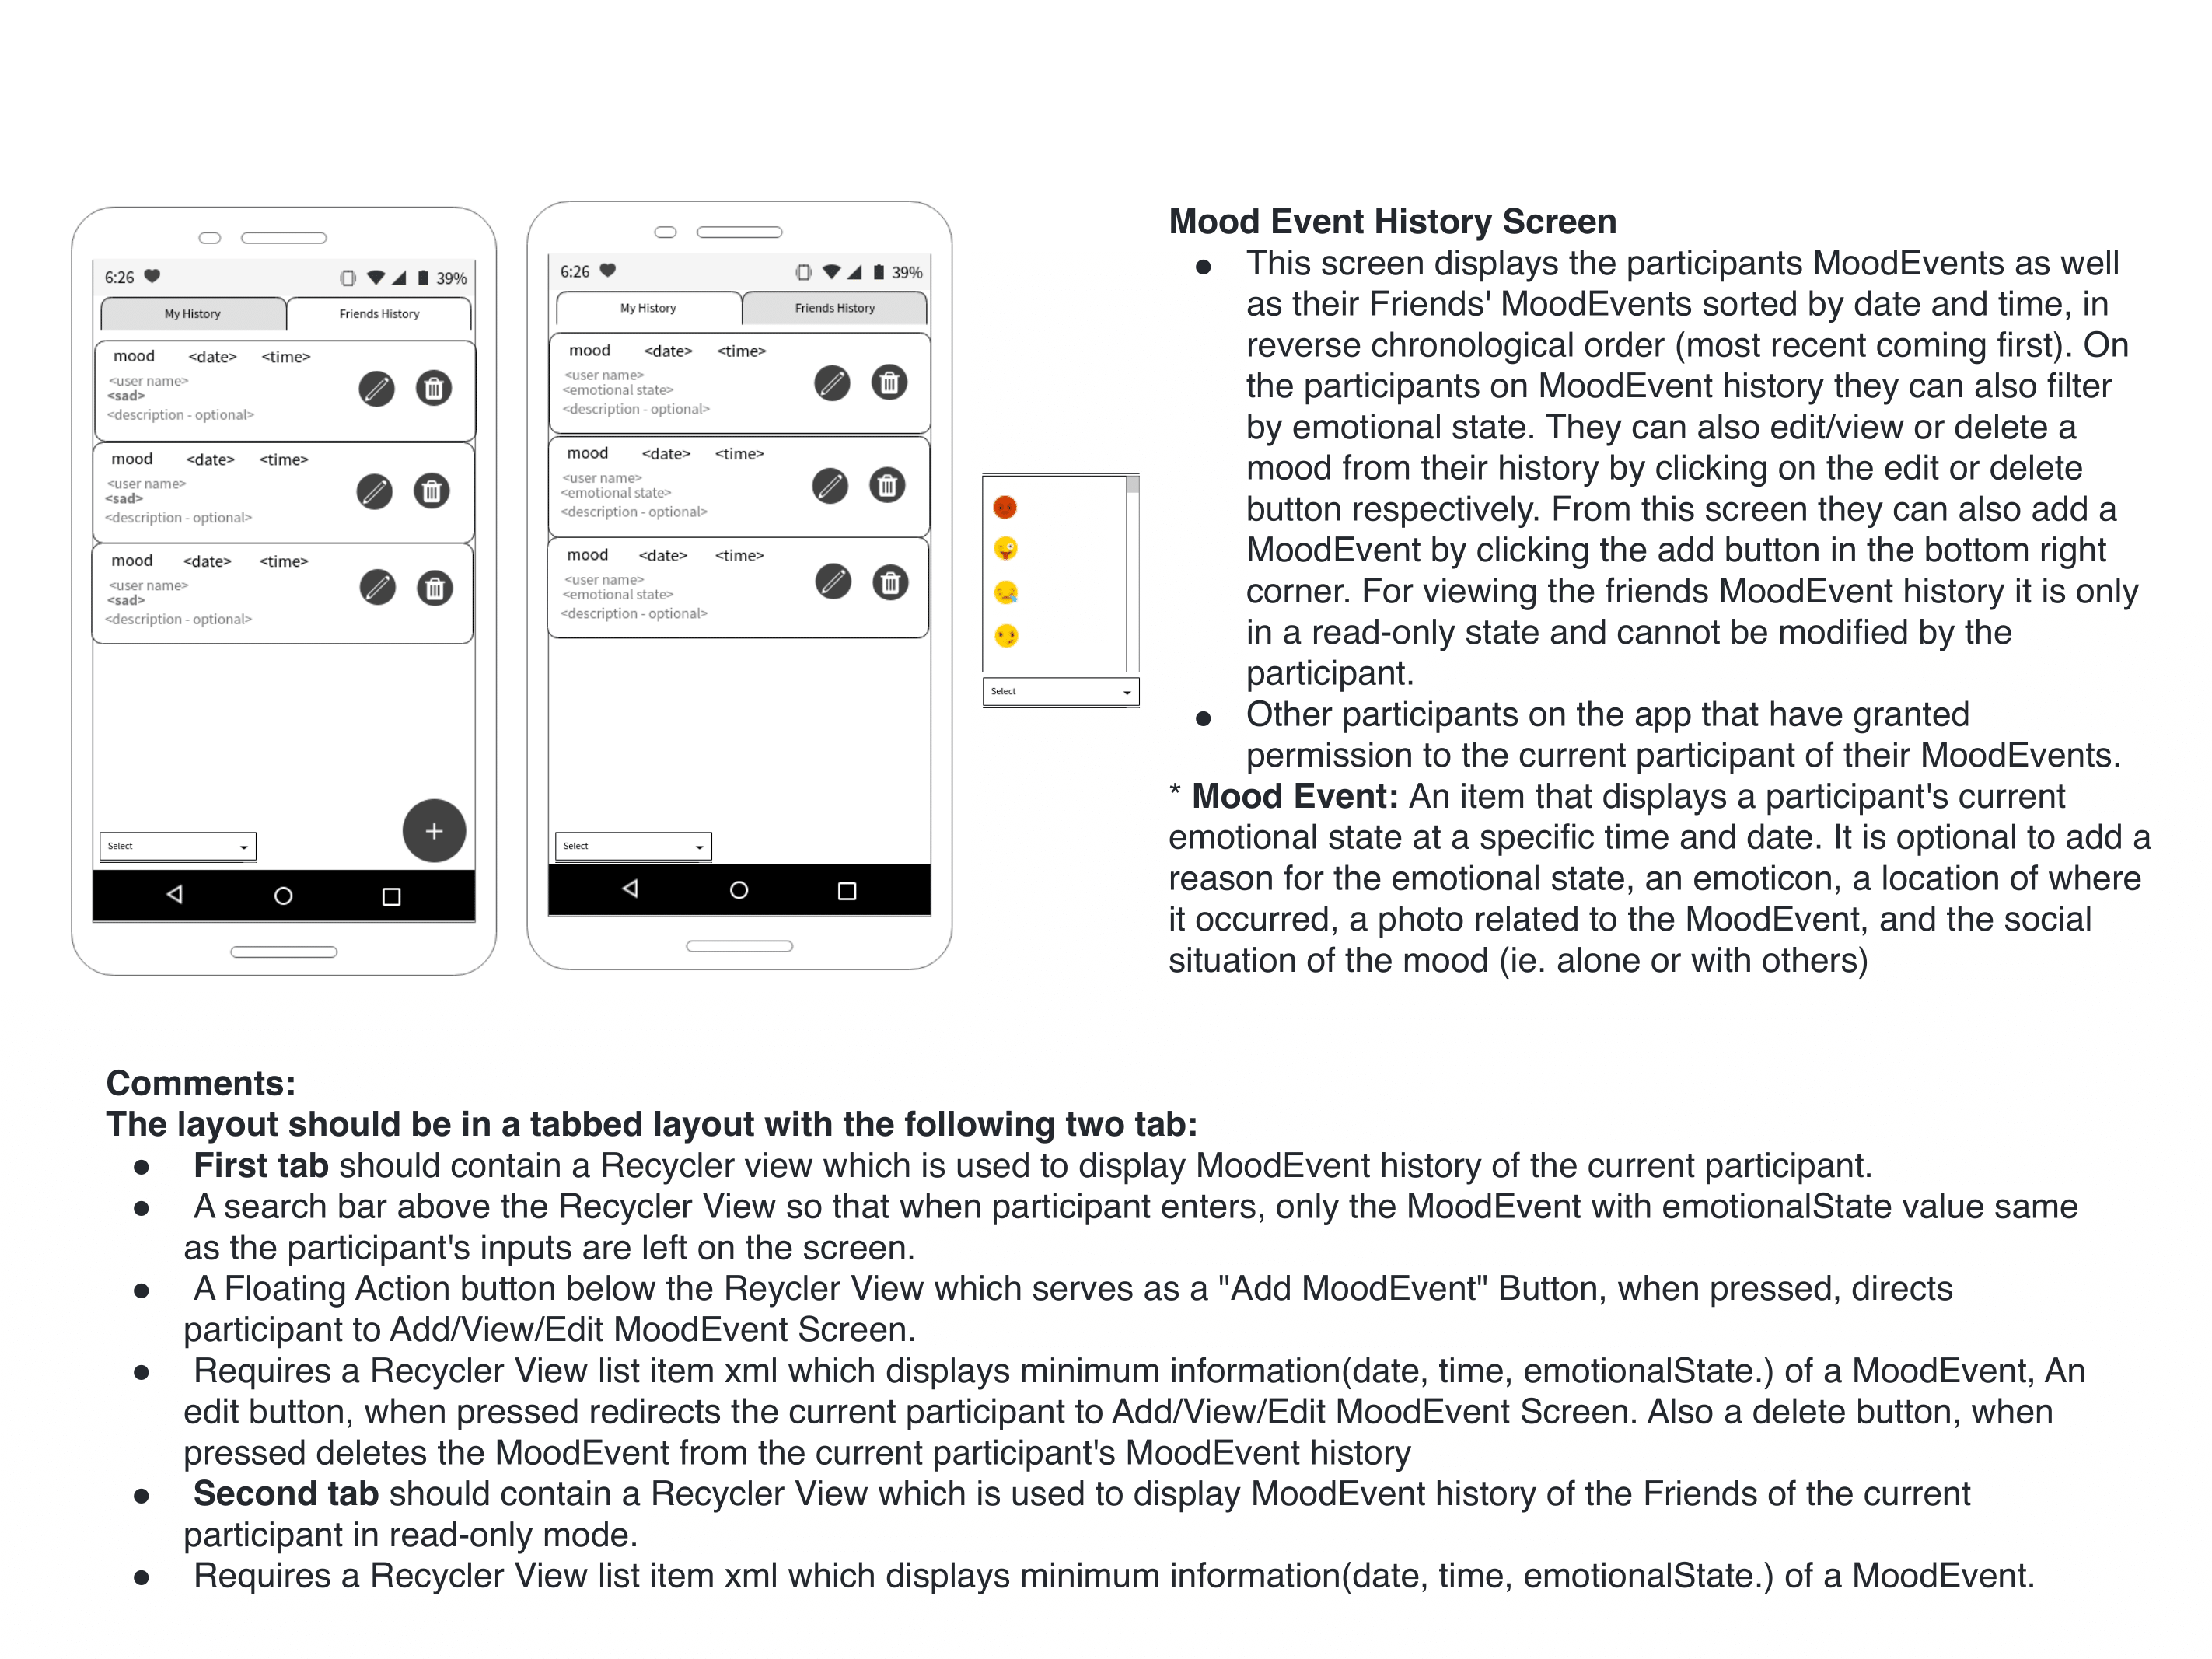 6:26 39%
My History Friends History
mood <date> <time>
<user name>
<sad>
<description - optional>
mood <date> <time>
<user name>
<sad>
<description - optional>
mood <date> <time>
<user name>
<sad>
<description - optional>
Select
+
6:26 39%
My History Friends History
mood <date> <time>
<user name>
<emotional state>
<description - optional>
mood <date> <time>
<user name>
<emotional state>
<description - optional>
mood <date> <time>
<user name>
<emotional state>
<description - optional>
Select
Select
Mood Event History Screen
● This screen displays the participants MoodEvents as well
as their Friends' MoodEvents sorted by date and time, in
reverse chronological order (most recent coming first). On
the participants on MoodEvent history they can also filter
by emotional state. They can also edit/view or delete a
mood from their history by clicking on the edit or delete
button respectively. From this screen they can also add a
MoodEvent by clicking the add button in the bottom right
corner. For viewing the friends MoodEvent history it is only
in a read-only state and cannot be modified by the
participant.
● Other participants on the app that have granted
permission to the current participant of their MoodEvents.
* Mood Event: An item that displays a participant's current
emotional state at a specific time and date. It is optional to add a
reason for the emotional state, an emoticon, a location of where
it occurred, a photo related to the MoodEvent, and the social
situation of the mood (ie. alone or with others)
Comments:
The layout should be in a tabbed layout with the following two tab:
● First tab should contain a Recycler view which is used to display MoodEvent history of the current participant.
● A search bar above the Recycler View so that when participant enters, only the MoodEvent with emotionalState value same
as the participant's inputs are left on the screen.
● A Floating Action button below the Reycler View which serves as a "Add MoodEvent" Button, when pressed, directs
participant to Add/View/Edit MoodEvent Screen.
● Requires a Recycler View list item xml which displays minimum information(date, time, emotionalState.) of a MoodEvent, An
edit button, when pressed redirects the current participant to Add/View/Edit MoodEvent Screen. Also a delete button, when
pressed deletes the MoodEvent from the current participant's MoodEvent history
● Second tab should contain a Recycler View which is used to display MoodEvent history of the Friends of the current
participant in read-only mode.
● Requires a Recycler View list item xml which displays minimum information(date, time, emotionalState.) of a MoodEvent.